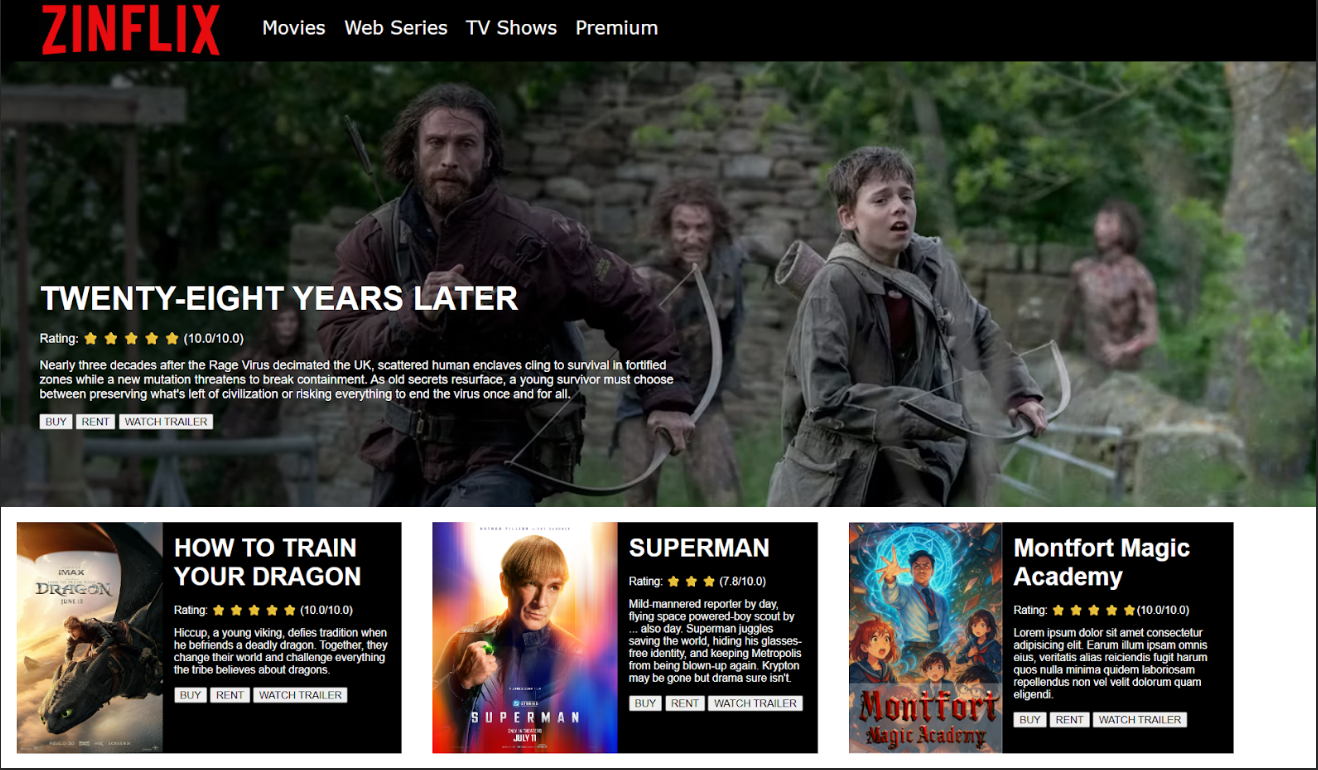 ZINFLIX
Movies Web Series TV Shows Premium
TWENTY-EIGHT YEARS LATER
Rating: (10.0/10.0)
Nearly three decades after the Rage Virus decimated the UK, scattered human enclaves cling to survival in fortified
zones while a new mutation threatens to break containment. As old secrets resurface, a young survivor must choose
between preserving what's left of civilization or risking everything to end the virus once and for all.
BUY RENT WATCH TRAILER
IMAX
DRAGON
JUNE 13
HOW TO TRAIN
YOUR DRAGON
Rating: (10.0/10.0)
Hiccup, a young viking, defies tradition when
he befriends a deadly dragon. Together, they
change their world and challenge everything
the tribe believes about dragons.
BUY RENT WATCH TRAILER
SUPERMAN
ONLY IN THEATERS
JULY 11
SUPERMAN
Rating: (7.8/10.0)
Mild-mannered reporter by day,
flying space powered-boy scout by
... also day. Superman juggles
saving the world, hiding his glasses-
free identity, and keeping Metropolis
from being blown-up again. Krypton
may be gone but drama sure isn't.
BUY RENT WATCH TRAILER
Montfort
Magic Academy
Montfort Magic
Academy
Rating: (10.0/10.0)
Lorem ipsum dolor sit amet consectetur
adipisicing elit. Earum illum ipsam omnis
eius, veritatis alias reiciendis fugit harum
quos nulla minima quidem laboriosam
repellendus non vel velit dolorum quam
eligendi.
BUY RENT WATCH TRAILER